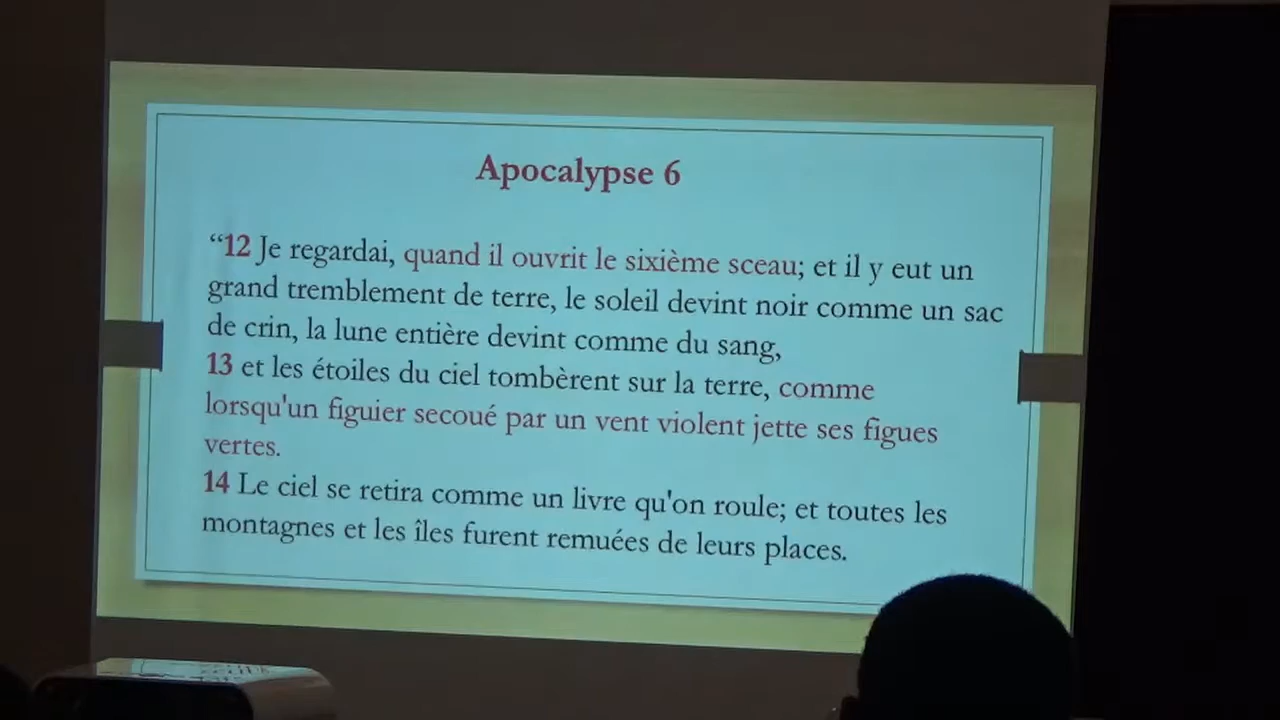 Apocalypse 6
“12 Je regardai, quand il ouvrit le sixième sceau; et il y eut un
grand tremblement de terre, le soleil devint noir comme un sac
de crin, la lune entière devint comme du sang,
13 et les étoiles du ciel tombèrent sur la terre, comme
lorsqu'un figuier secoué par un vent violent jette ses figues
vertes.
14 Le ciel se retira comme un livre qu'on roule; et toutes les
montagnes et les îles furent remuées de leurs places.